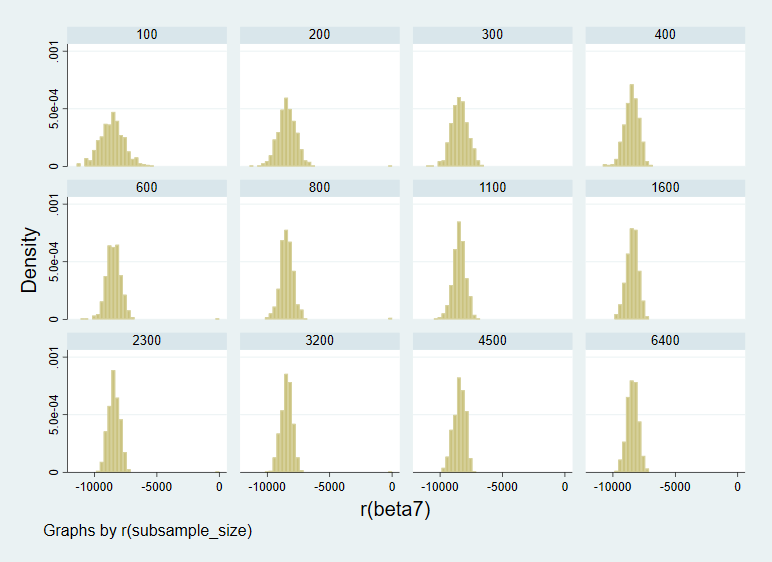 100 200 300 400
.001
5.0e-04
0
600 800 1100 1600
.001
5.0e-04
0
Density
2300 3200 4500 6400
.001
5.0e-04
0
-10000 -5000 0 -10000 -5000 0 -10000 -5000 0 -10000 -5000 0
r(beta7)
Graphs by r(subsample_size)